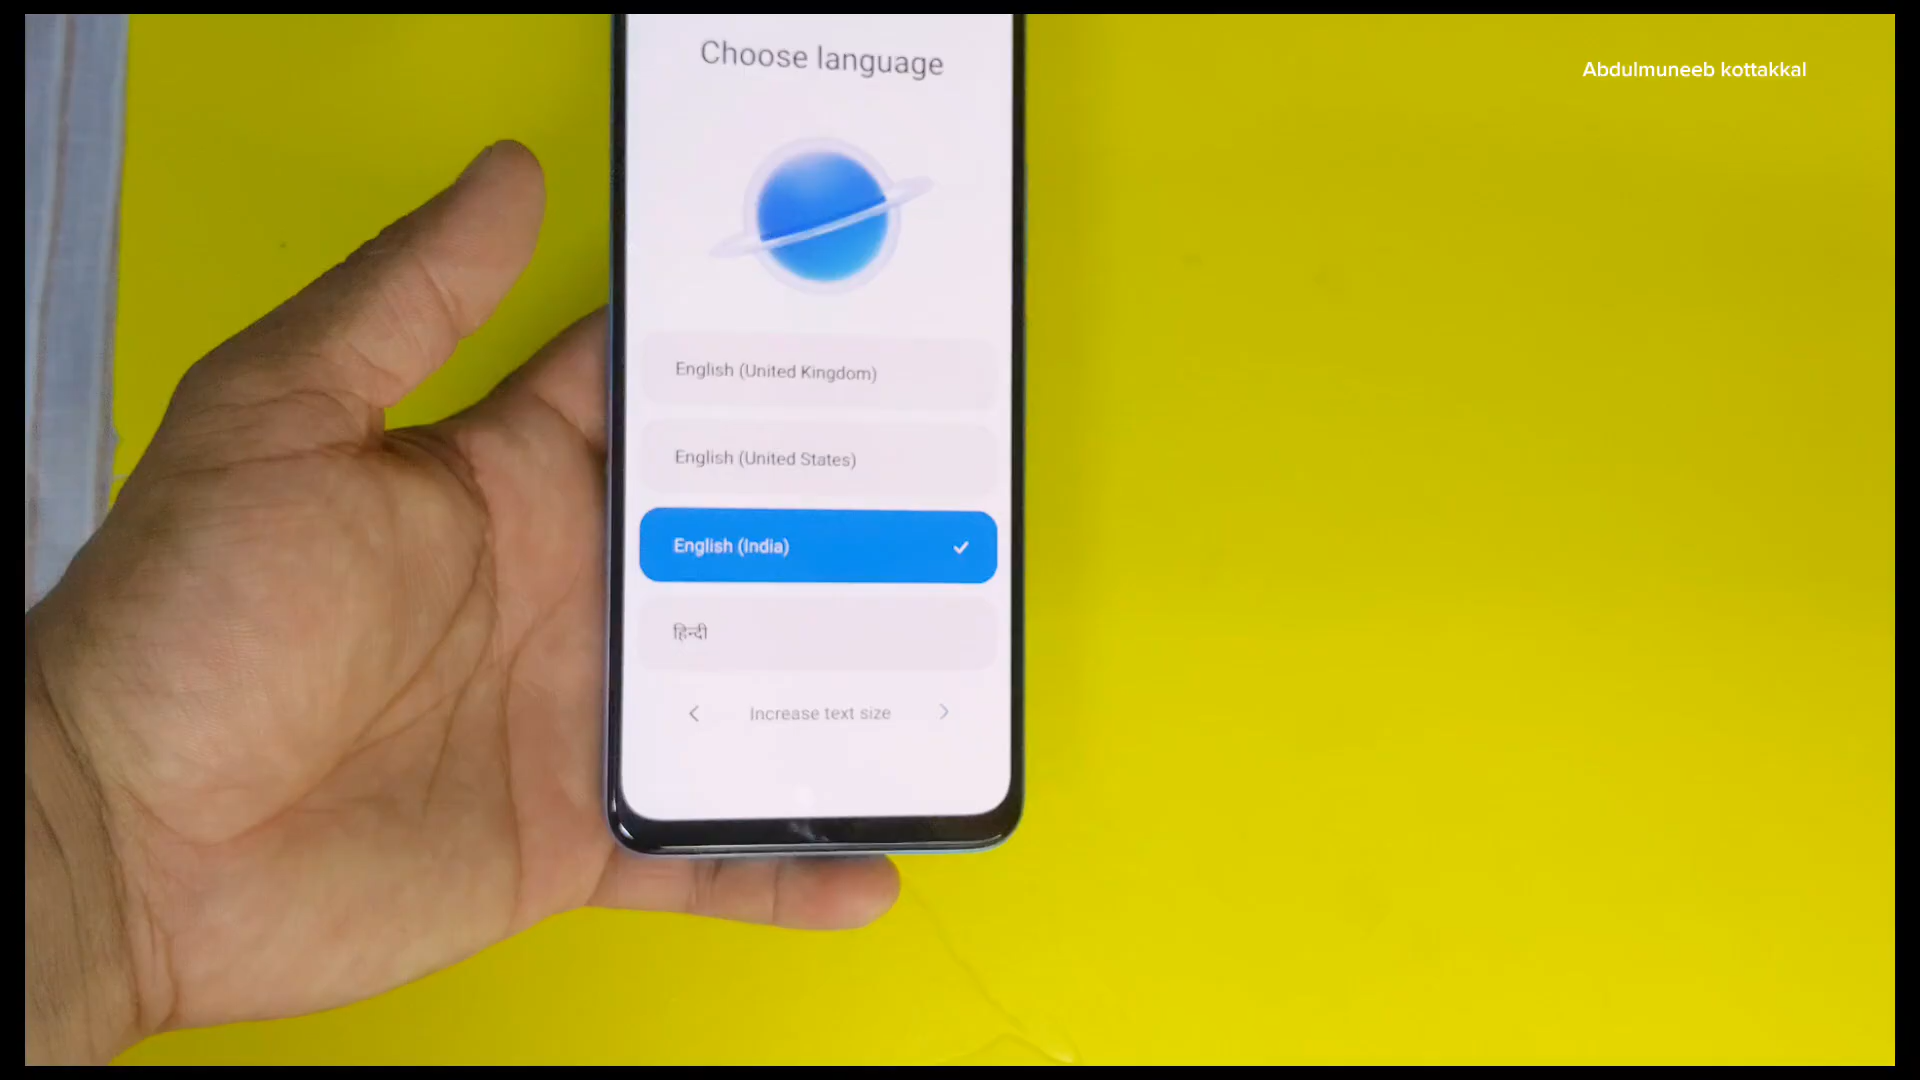 Choose language
Abdulmuneeb kottakkal
English (United Kingdom)
English (United States)
English (India)
हिन्दी
Increase text size